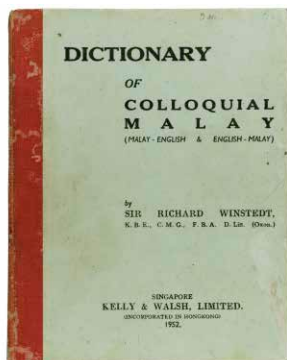 DICTIONARY
OF
COLLOQUIAL
MALAY
(MALAY - ENGLISH & ENGLISH - MALAY)
by
SIR RICHARD WINSTEDT,
K. B. E., C. M. G., F. B. A. D. Litt. (Oxon.)
SINGAPORE
KELLY & WALSH, LIMITED.
(INCORPORATED IN HONGKONG)
1952.